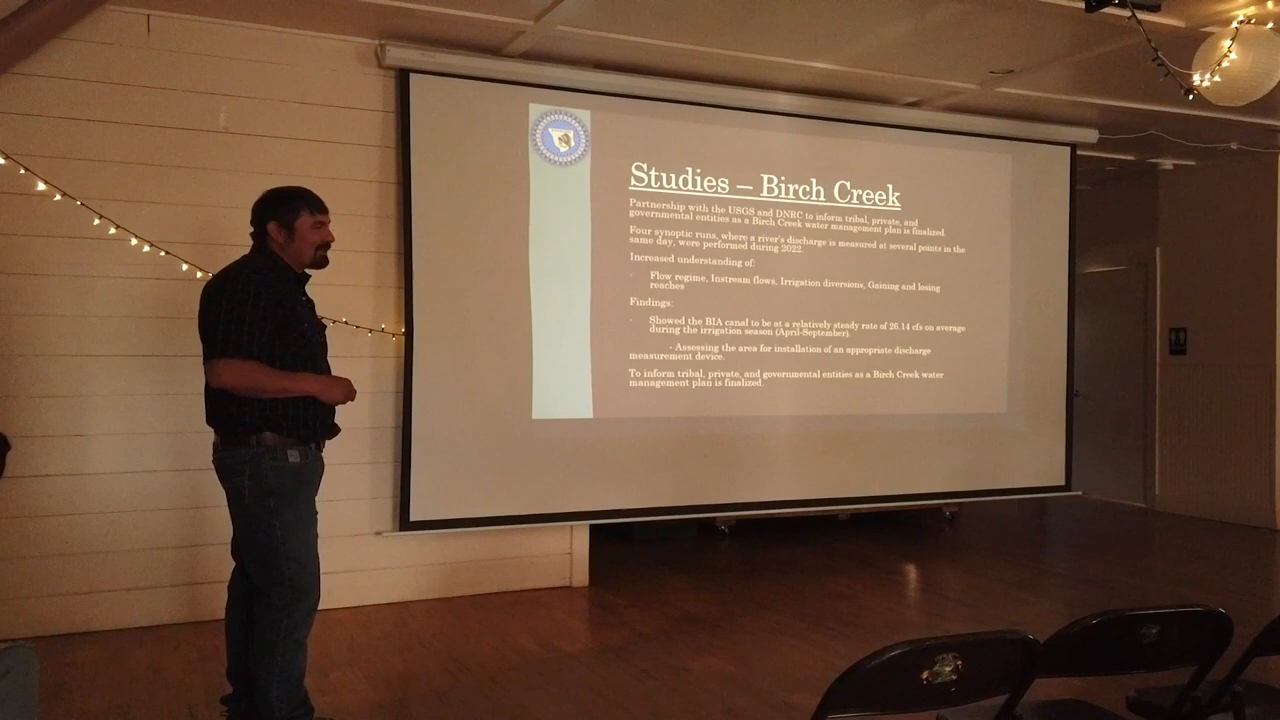 Studies – Birch Creek
Partnership with the USGS and DNRC to inform tribal, private, and
governmental entities as a Birch Creek water management plan is finalized.
Four synoptic runs, where a river's discharge is measured at several points in the
same day, were performed during 2022.
Increased understanding of:
Flow regime, Instream flows, Irrigation diversions, Gaining and losing
reaches
Findings:
Showed the BIA canal to be at a relatively steady rate of 26.14 cfs on average
during the irrigation season (April-September).
- Assessing the area for installation of an appropriate discharge
measurement device.
To inform tribal, private, and governmental entities as a Birch Creek water
management plan is finalized.